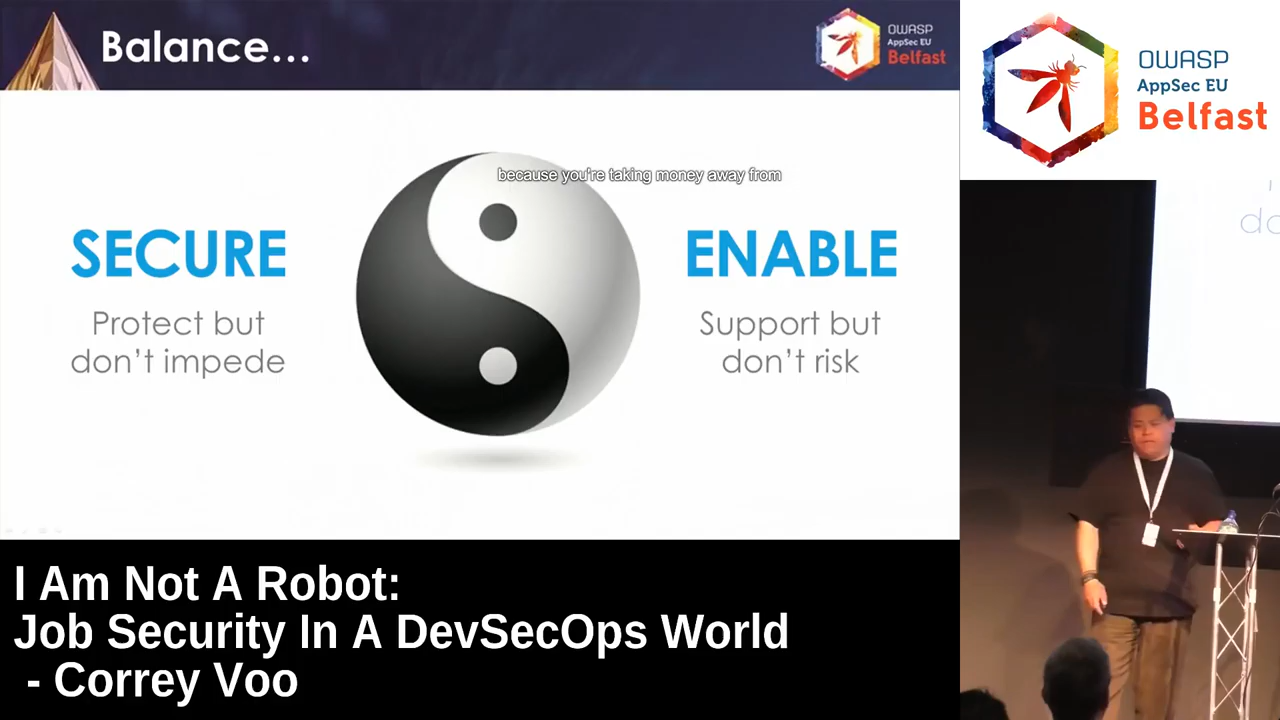 Balance...
OWASP
AppSec EU
Belfast
because you're taking money away from
SECURE
Protect but
don't impede
ENABLE
Support but
don't risk
OWASP
AppSec EU
Belfast
do
I Am Not A Robot:
Job Security In A DevSecOps World
- Correy Voo